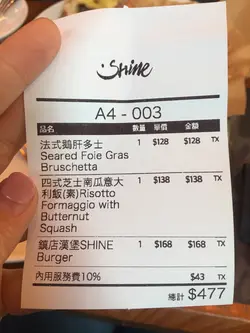 Shine
A4 - 003
品名 數量 單價 金額
法式鵝肝多士 1 $128 $128 TX
Seared Foie Gras
Bruschetta
四式芝士南瓜意大 1 $138 $138 TX
利飯(素)Risotto
Formaggio with
Butternut
Squash
鎮店漢堡SHINE 1 $168 $168 TX
Burger
內用服務費10% $43 TX
總計 $477